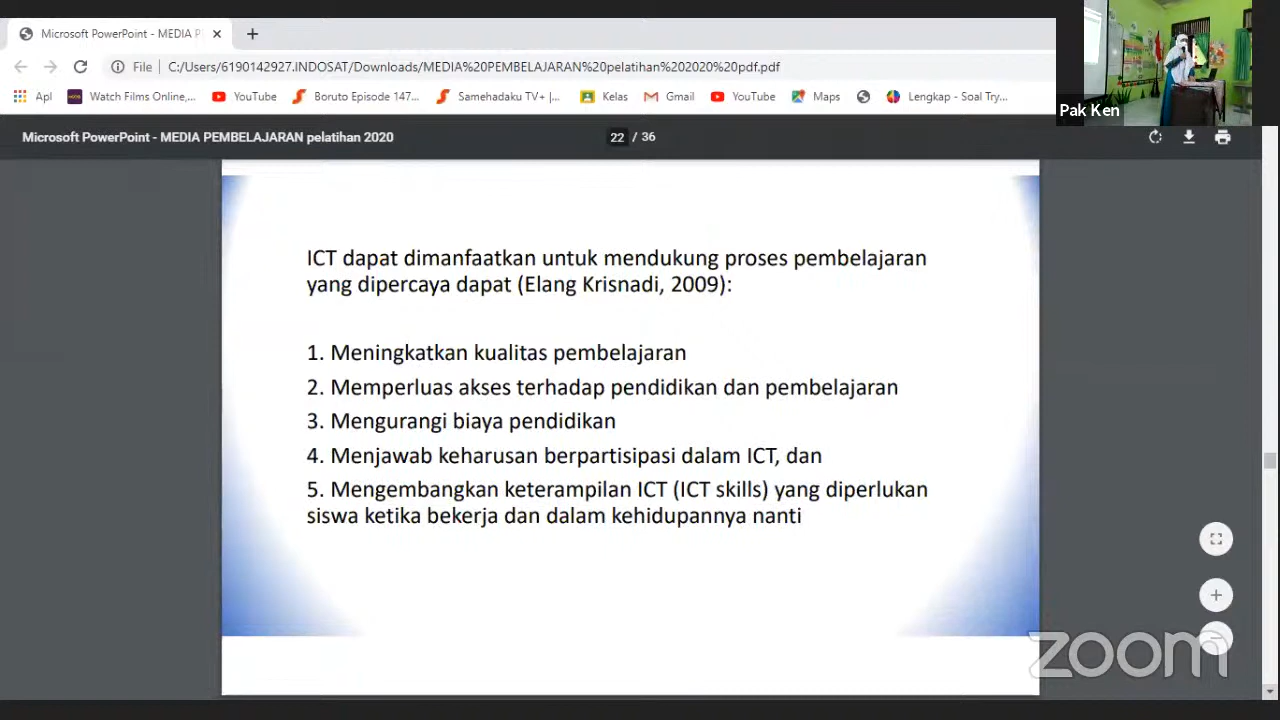 Microsoft PowerPoint - MEDIA P
File
C:/Users/6190142927.INDOSAT/Downloads/MEDIA%20PEMBELAJARAN%20pelatihan%202020%20pdf.pdf
Apl
Watch Films Online,...
YouTube
Boruto Episode 147...
Samehadaku TV+ |...
Kelas
Gmail
YouTube
Maps
Lengkap - Soal Try...
Pak Ken
Microsoft PowerPoint - MEDIA PEMBELAJARAN pelatihan 2020
22 / 36
ICT dapat dimanfaatkan untuk mendukung proses pembelajaran
yang dipercaya dapat (Elang Krisnadi, 2009):
1. Meningkatkan kualitas pembelajaran
2. Memperluas akses terhadap pendidikan dan pembelajaran
3. Mengurangi biaya pendidikan
4. Menjawab keharusan berpartisipasi dalam ICT, dan
5. Mengembangkan keterampilan ICT (ICT skills) yang diperlukan
siswa ketika bekerja dan dalam kehidupannya nanti
zoom